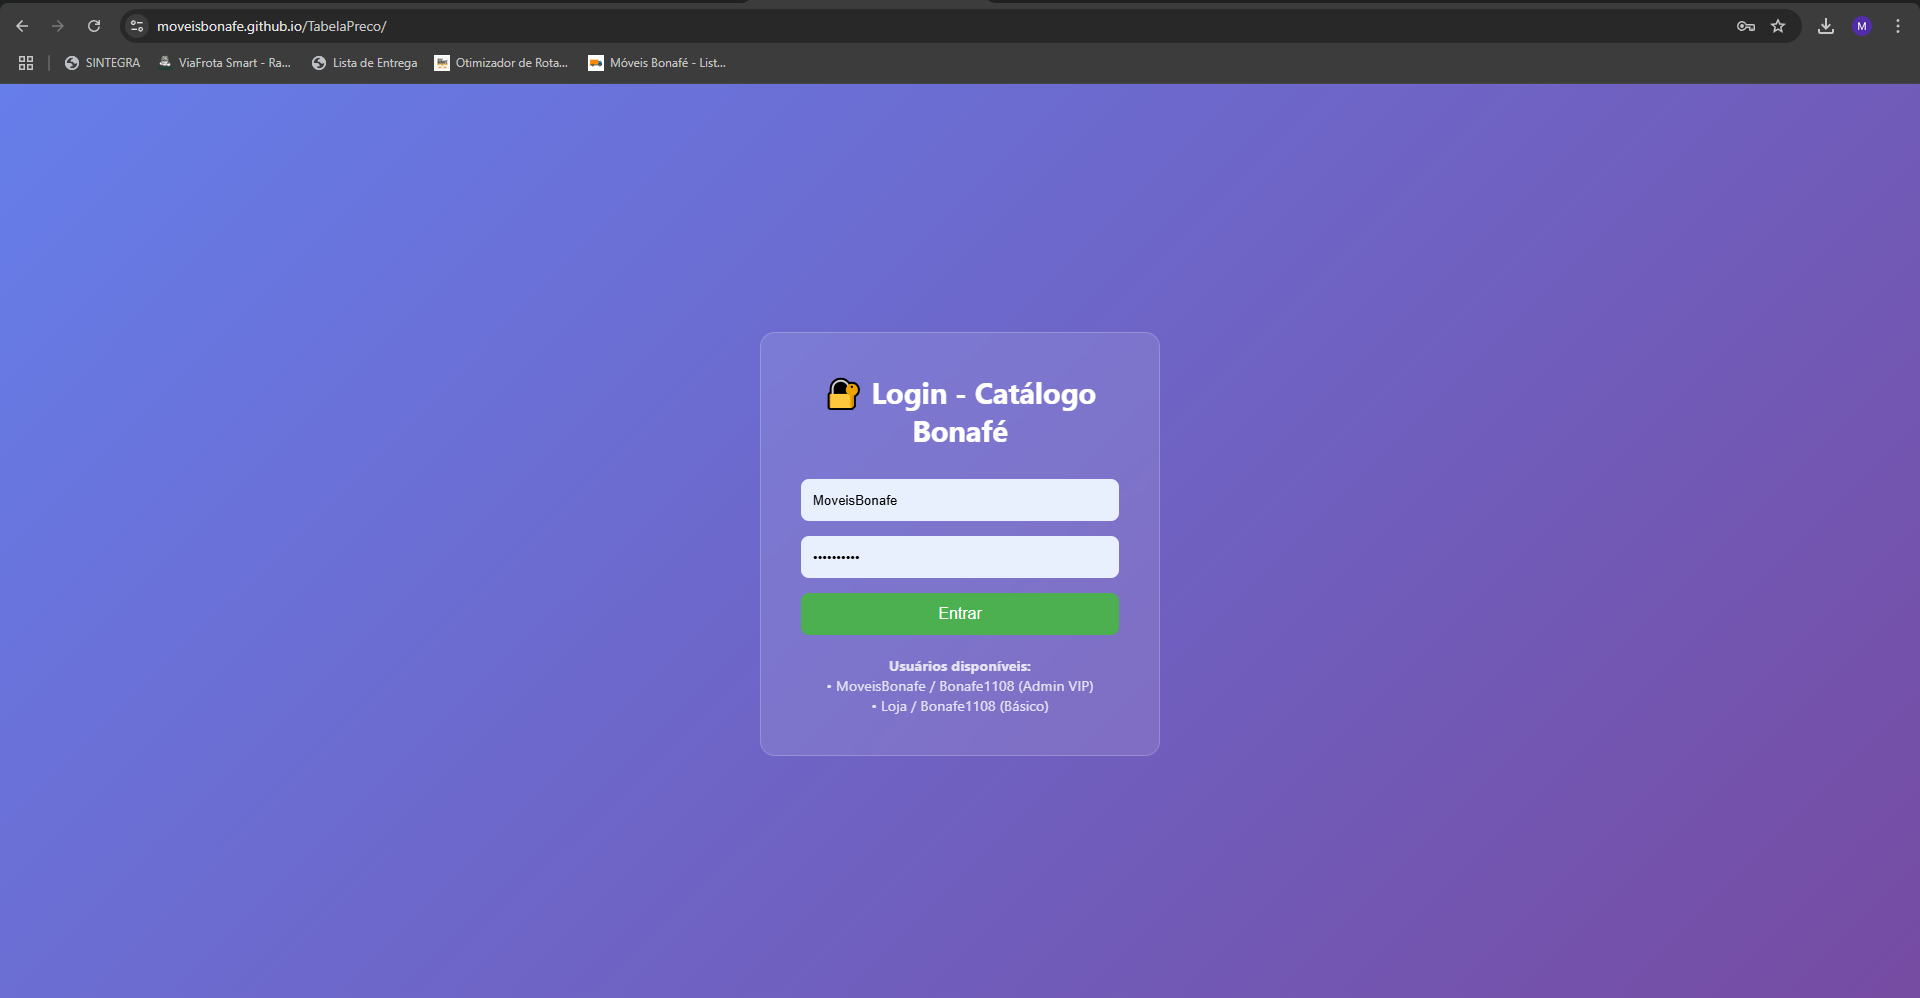 moveisbonafe.github.io/TabelaPreco/
M
SINTEGRA
ViaFrota Smart - Ra...
Lista de Entrega
Otimizador de Rota...
Móveis Bonafé - List...
Login - Catálogo
Bonafé
MoveisBonafe
••••••••••
Entrar
Usuários disponíveis:
• MoveisBonafe / Bonafe1108 (Admin VIP)
• Loja / Bonafe1108 (Básico)